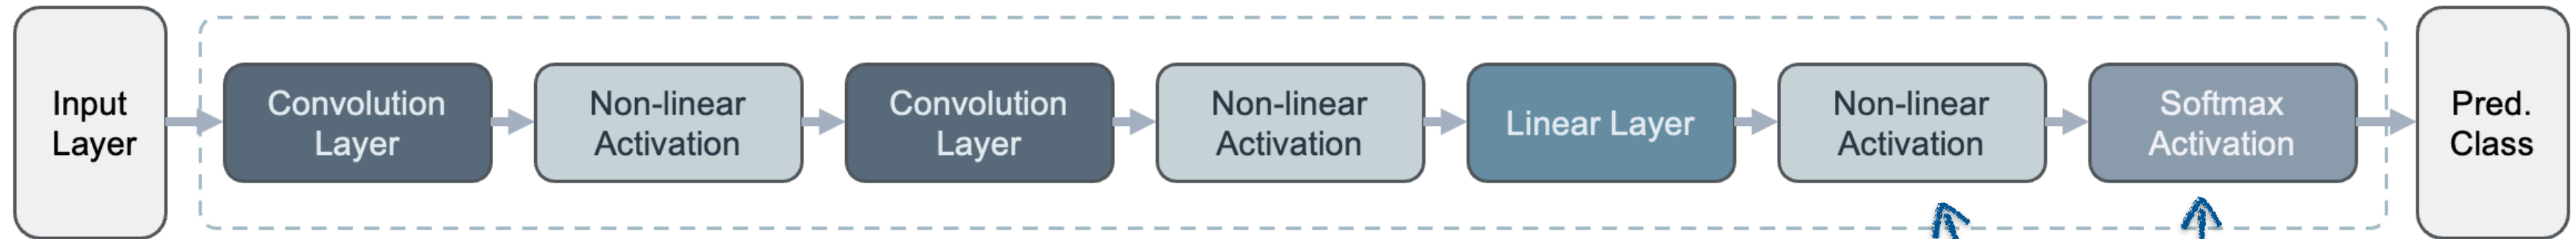 Input
Layer
Convolution
Layer
Non-linear
Activation
Convolution
Layer
Non-linear
Activation
Linear Layer
Non-linear
Activation
Softmax
Activation
Pred.
Class